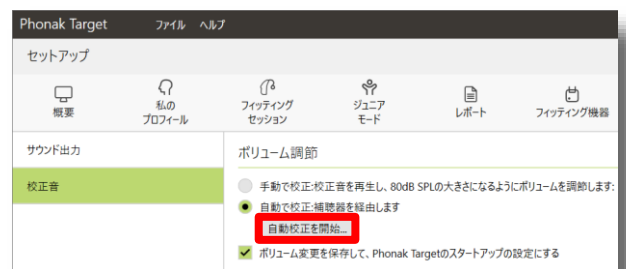 Phonak Target ファイル ヘルプ
セットアップ
概要
私の
プロフィール
フィッティング
セッション
ジュニア
モード
レポート
フィッティング機器
サウンド出力
校正音
ボリューム調節
手動で校正:校正音を再生し、80dB SPLの大きさになるようにボリュームを調節します:
自動で校正:補聴器を経由します
自動校正を開始...
ボリューム変更を保存して、Phonak Targetのスタートアップの設定にする